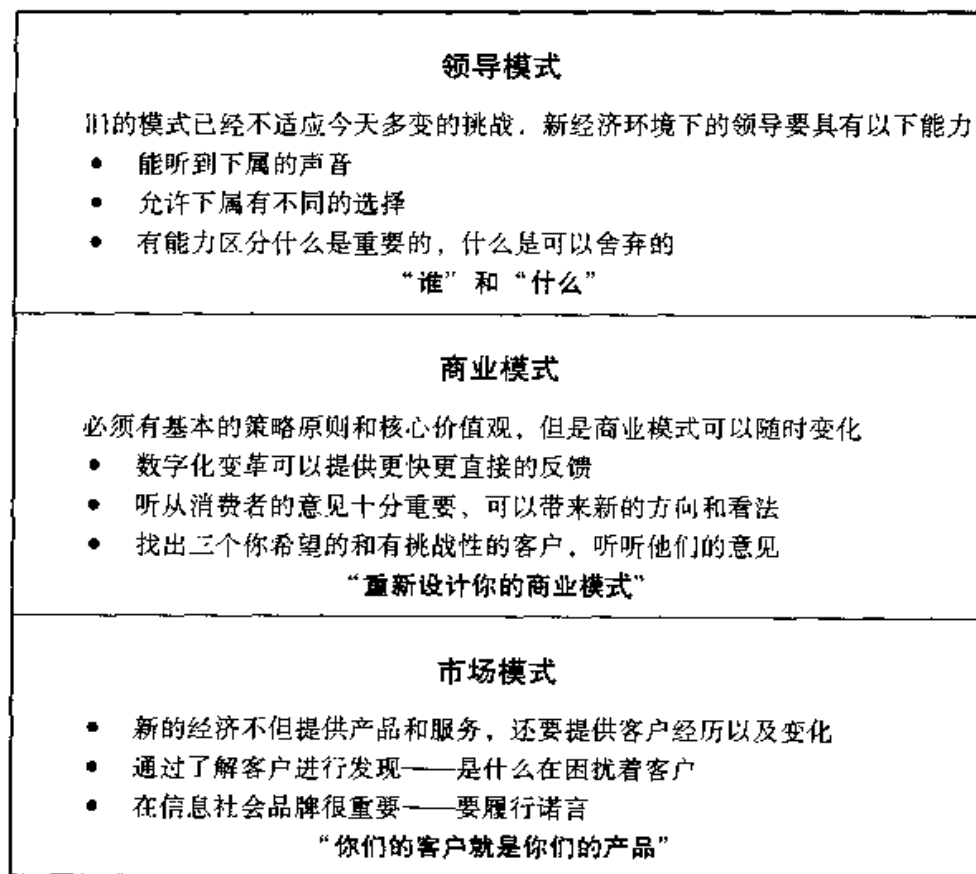 领导模式
旧的模式已经不适应今天多变的挑战，新经济环境下的领导要具有以下能力
• 能听到下属的声音
• 允许下属有不同的选择
• 有能力区分什么是重要的，什么是可以舍弃的
“谁”和“什么”
商业模式
必须有基本的策略原则和核心价值观，但是商业模式可以随时变化
• 数字化变革可以提供更快更直接的反馈
• 听从消费者的意见十分重要，可以带来新的方向和看法
• 找出三个你希望的和有挑战性的客户，听听他们的意见
“重新设计你的商业模式”
市场模式
• 新的经济不但提供产品和服务，还要提供客户经历以及变化
• 通过了解客户进行发现——是什么在困扰着客户
• 在信息社会品牌很重要——要履行诺言
“你们的客户就是你们的产品”